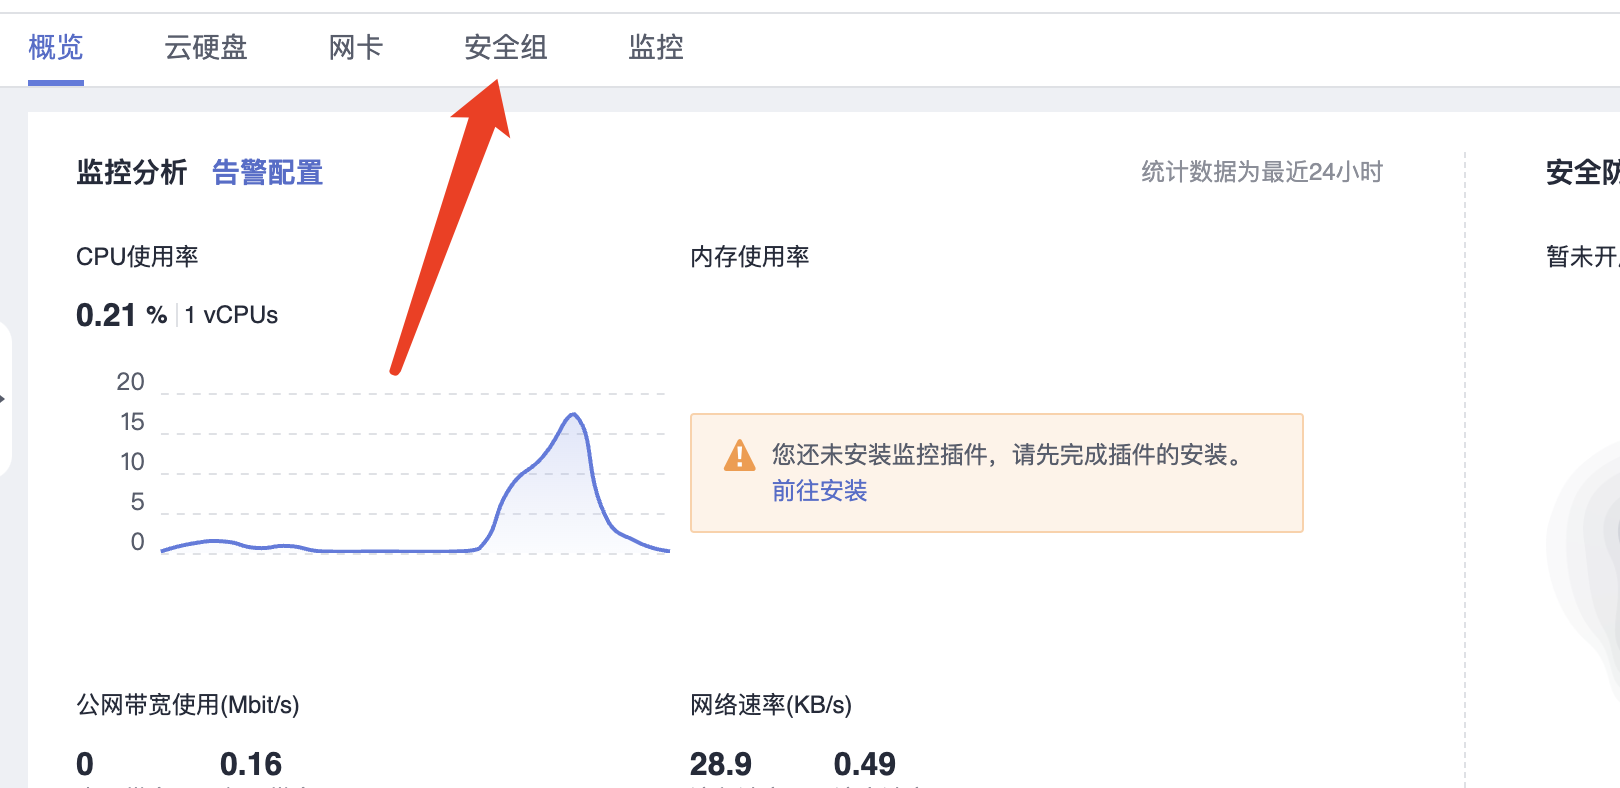 概览 云硬盘 网卡 安全组 监控
监控分析 告警配置 统计数据为最近24小时 安全防
CPU使用率 内存使用率 暂未开
0.21 % 1 vCPUs
20
15
10
5
0
您还未安装监控插件，请先完成插件的安装。
前往安装
公网带宽使用(Mbit/s) 网络速率(KB/s)
0 0.16 28.9 0.49